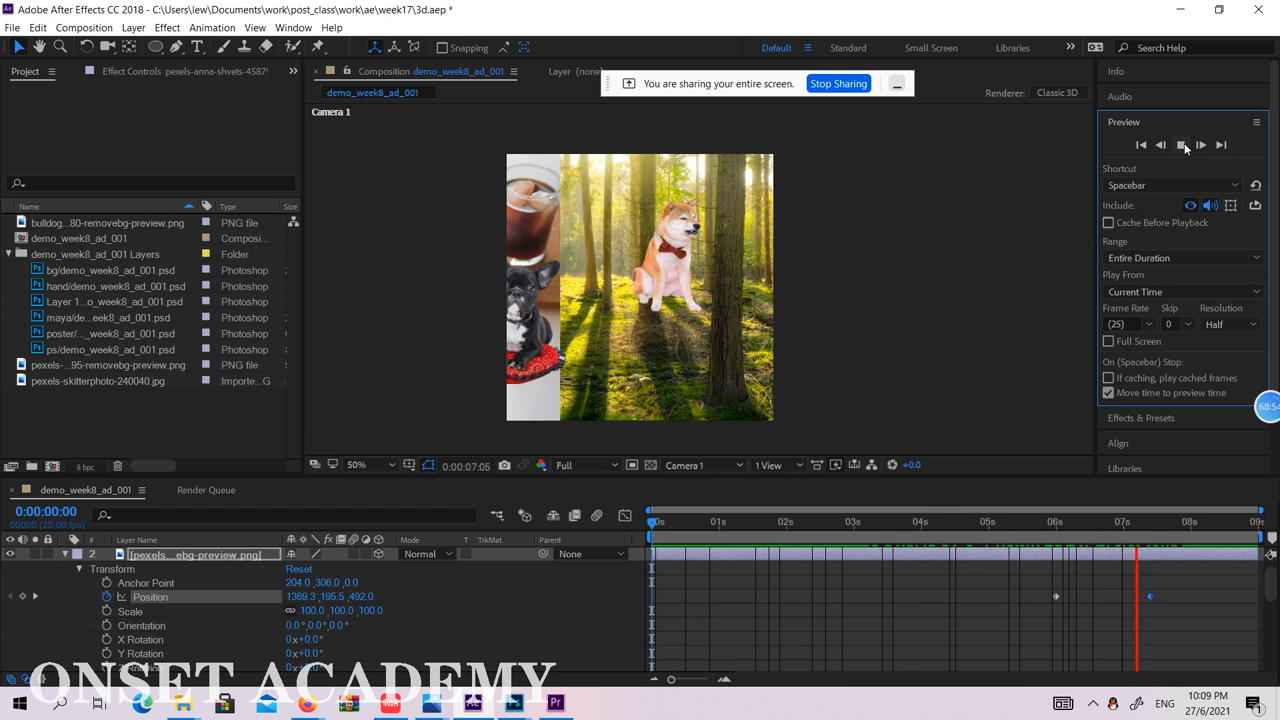 Adobe After Effects CC 2018 - C:\Users\lew\Documents\work\post_class\work\ae\week17\3d.aep *
File Edit Composition Layer Effect Animation View Window Help
Snapping Default Standard Small Screen Libraries Search Help
Project Effect Controls pexels-anna-shvets-4587 Composition demo_week8_ad_001 Layer (none) Info
You are sharing your entire screen. Stop Sharing
demo_week8_ad_001 Renderer: Classic 3D Audio
Camera 1 Preview
Shortcut
Spacebar
Include:
Cache Before Playback
Range
Entire Duration
Play From
Current Time
Frame Rate Skip Resolution
(25) 0 Half
Full Screen
On (Spacebar) Stop:
If caching, play cached frames
Move time to preview time
68:54
Effects & Presets
Align
Libraries
Name Type Size
bulldog...80-removebg-preview.png PNG file
demo_week8_ad_001 Composi...
demo_week8_ad_001 Layers Folder
bg/demo_week8_ad_001.psd Photoshop
hand/demo_week8_ad_001.psd Photoshop
Layer 1...o_week8_ad_001.psd Photoshop
maya/de...eek8_ad_001.psd Photoshop
poster/..._week8_ad_001.psd Photoshop
ps/demo_week8_ad_001.psd Photoshop
pexels-...95-removebg-preview.png PNG file
pexels-skitterphoto-240040.jpg Importe...G
8 bpc 50% 0:00:07:05 Full Camera 1 1 View +0.0
demo_week8_ad_001 Render Queue
0:00:00:00
00000 (25.00 fps)
0s 01s 02s 03s 04s 05s 06s 07s 08s 09s
# Layer Name Mode T TrkMat Parent
2 [pexels...ebg-preview.png] Normal None
Transform Reset
Anchor Point 204.0,306.0,0.0
Position 1369.3,195.5,492.0
Scale 100.0,100.0,100.0
Orientation 0.0°,0.0°,0.0°
X Rotation 0x+0.0°
Y Rotation 0x+0.0°
ONSET ACADEMY
ENG 10:09 PM
27/6/2021